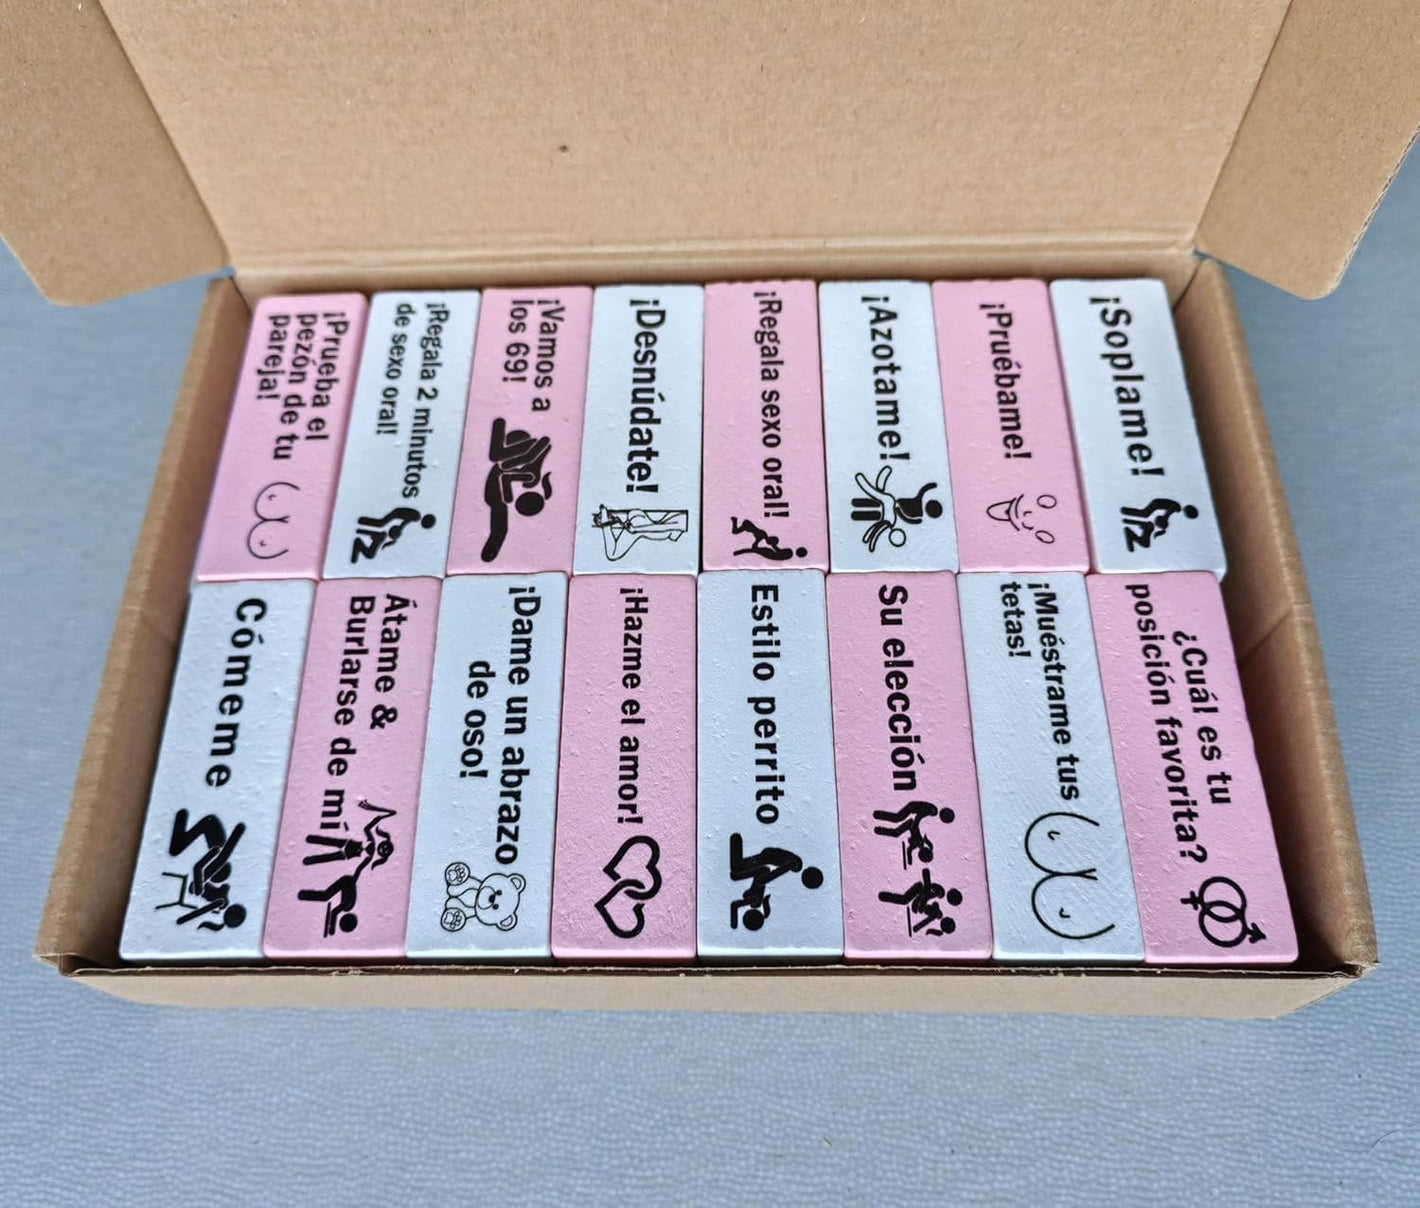 ¡Prueba el
pezón de tu
pareja!
¡Regala 2 minutos
de sexo oral!
¡Vamos a
los 69!
¡Desnúdate!
¡Regala sexo oral!
¡Azotame!
¡Pruébame!
¡Soplame!
Cómeme
Átame &
Burlarse de mí
¡Dame un abrazo
de oso!
¡Hazme el amor!
Estilo perrito
Su elección
¡Muéstrame tus
tetas!
¿Cuál es tu
posición favorita?